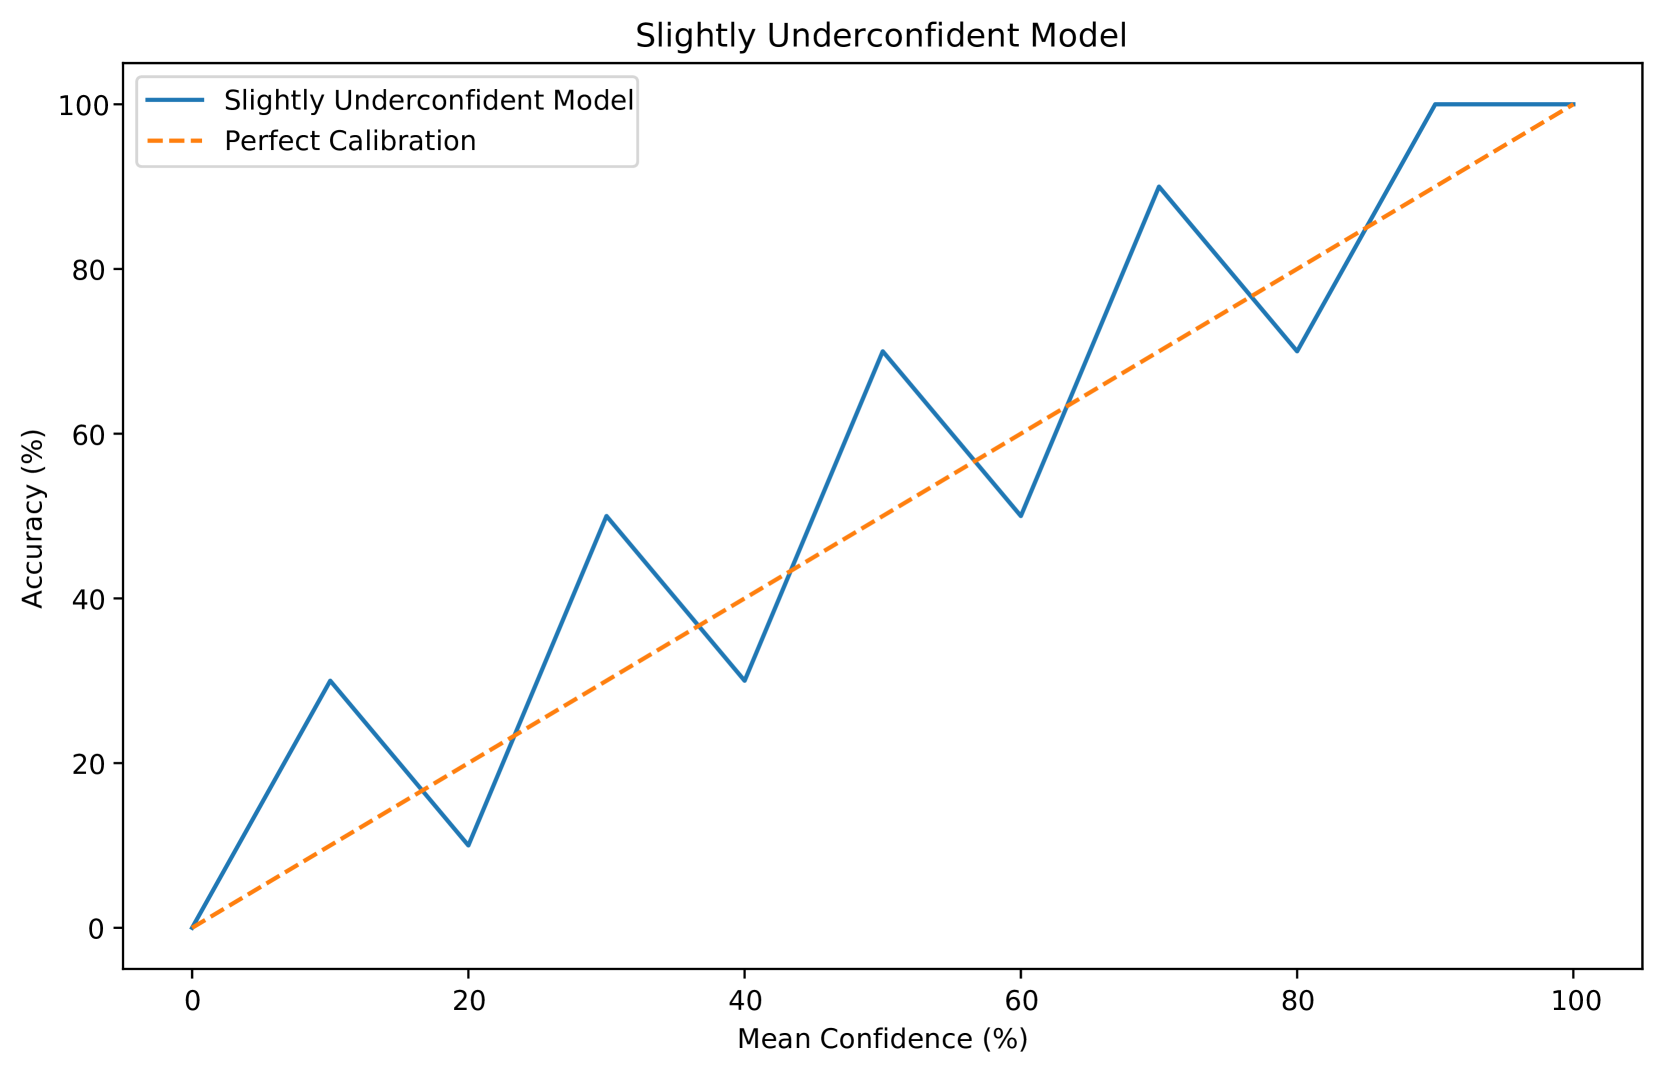 Slightly Underconfident Model
Slightly Underconfident Model
Perfect Calibration
100
80
60
40
20
0
Accuracy (%)
0 20 40 60 80 100
Mean Confidence (%)